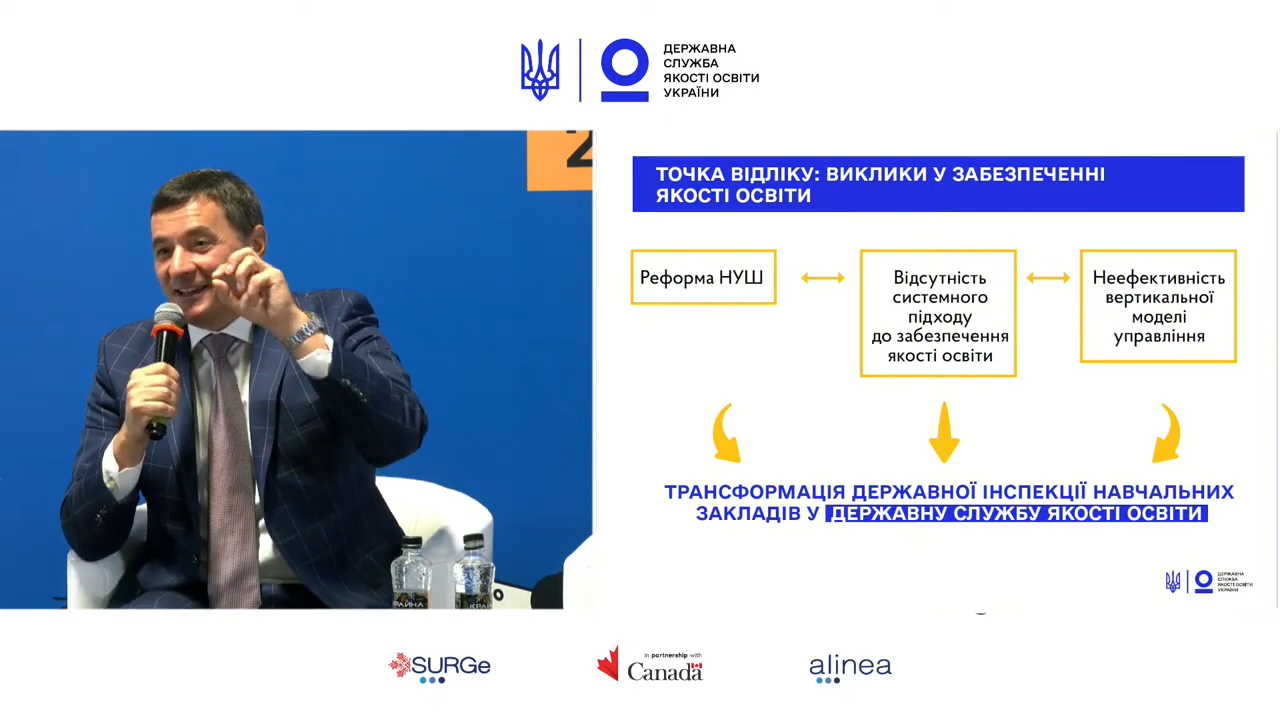 ДЕРЖАВНА
СЛУЖБА
ЯКОСТІ ОСВІТИ
УКРАЇНИ
2
ТОЧКА ВІДЛІКУ: ВИКЛИКИ У ЗАБЕЗПЕЧЕННІ
ЯКОСТІ ОСВІТИ
Реформа НУШ
Відсутність
системного
підходу
до забезпечення
якості освіти
Неефективність
вертикальної
моделі
управління
ТРАНСФОРМАЦІЯ ДЕРЖАВНОЇ ІНСПЕКЦІЇ НАВЧАЛЬНИХ
ЗАКЛАДІВ У ДЕРЖАВНУ СЛУЖБУ ЯКОСТІ ОСВІТИ
ДЕРЖАВНА
СЛУЖБА
ЯКОСТІ ОСВІТИ
УКРАЇНИ
SURGe
In partnership with
Canada
alinea